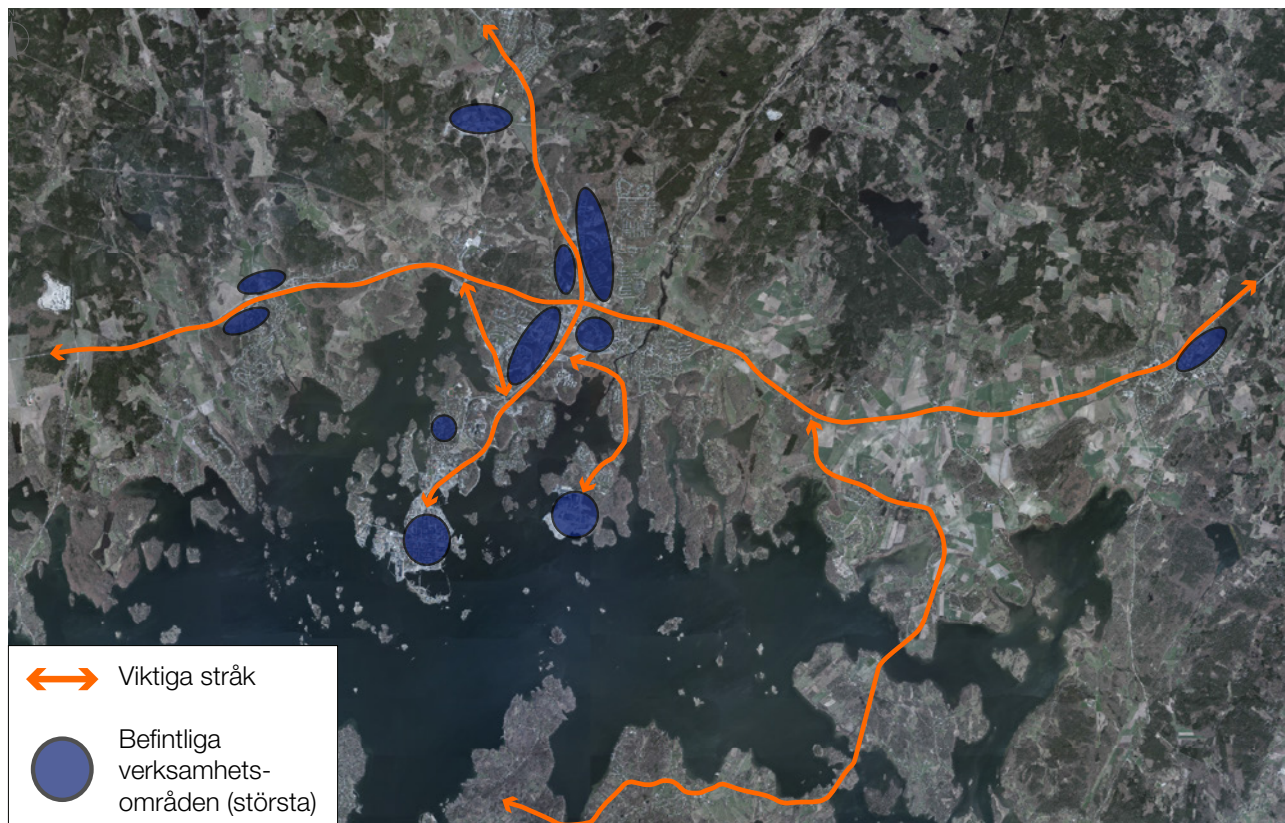 Viktiga stråk
Befintliga
verksamhets-
områden (största)